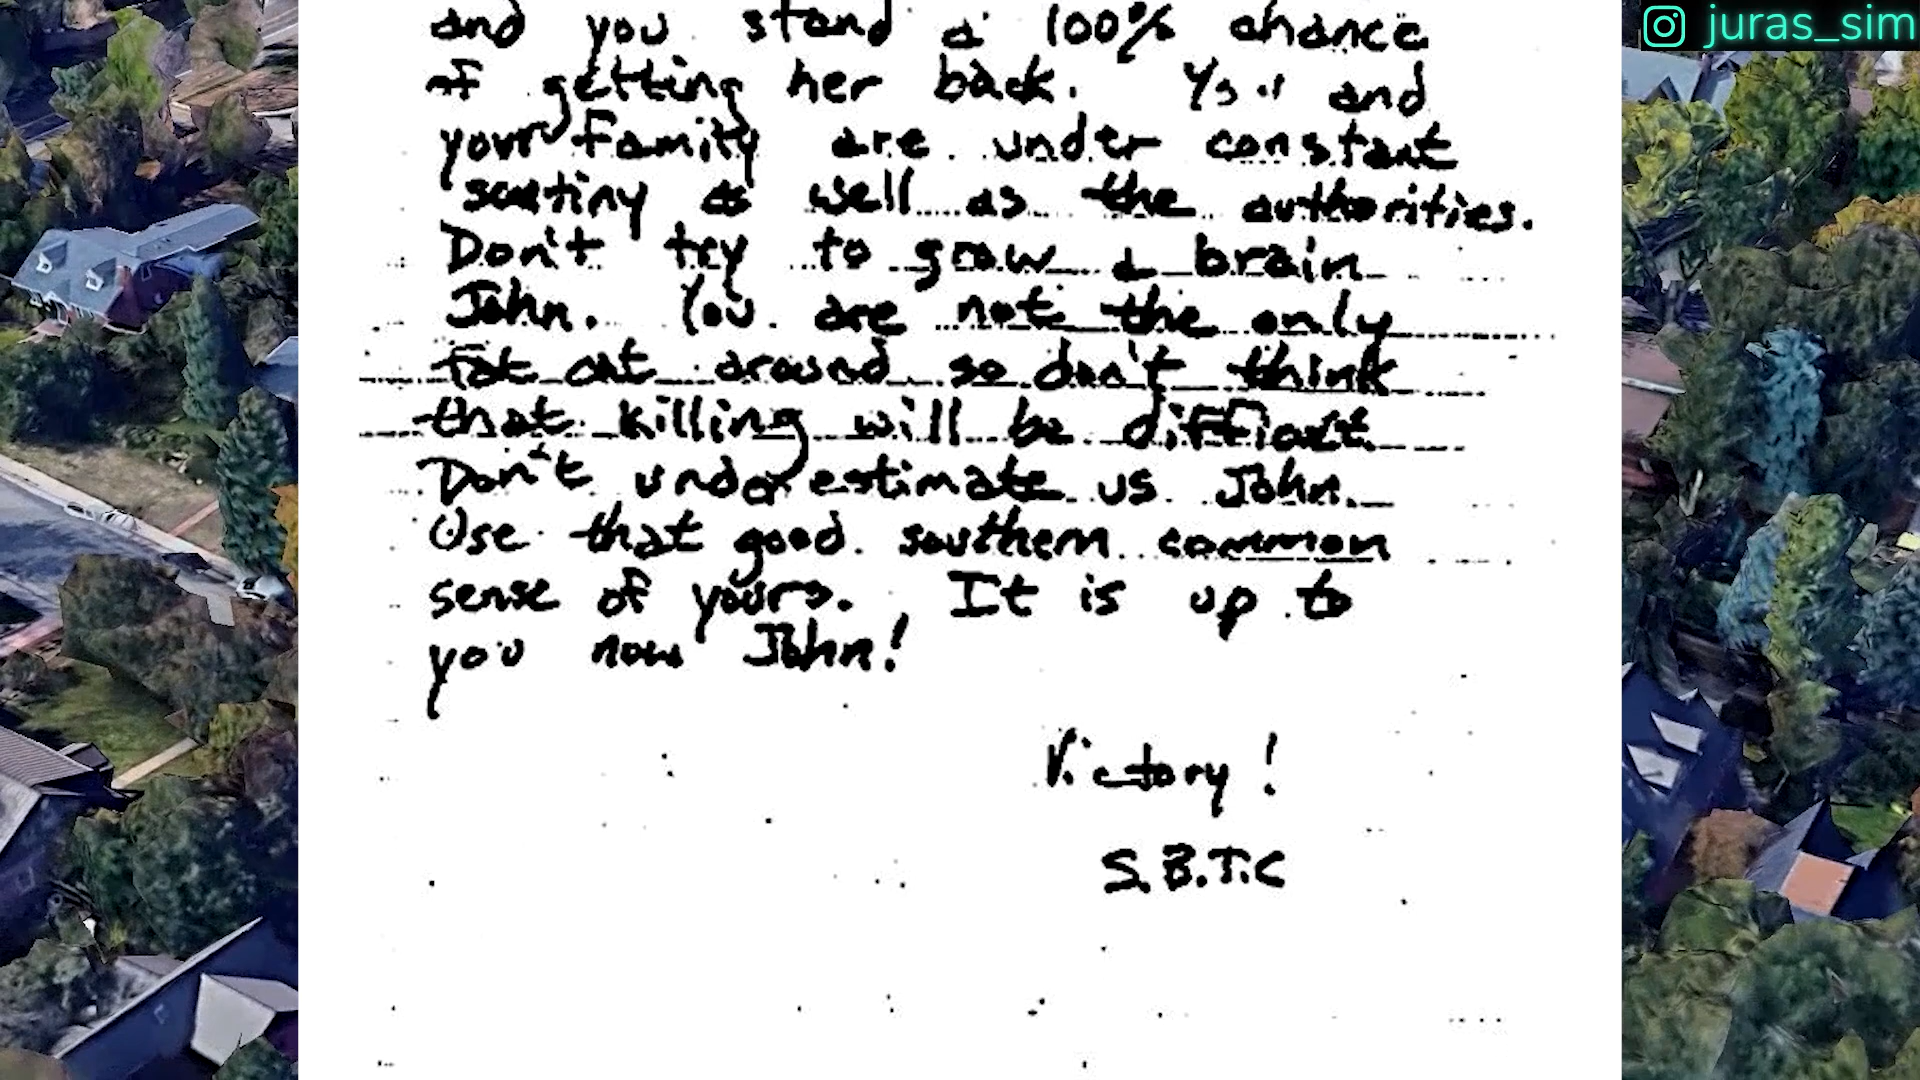 juras_sim
and you stand a 100% chance
of getting her back. You and
your family are under constant
scrutiny as well as the authorities.
Don't try to grow a brain
John. You are not the only
fat cat around so don't think
that killing will be difficult.
Don't underestimate us John.
Use that good southern common
sense of yours. It is up to
you now John!
Victory!
S.B.T.C